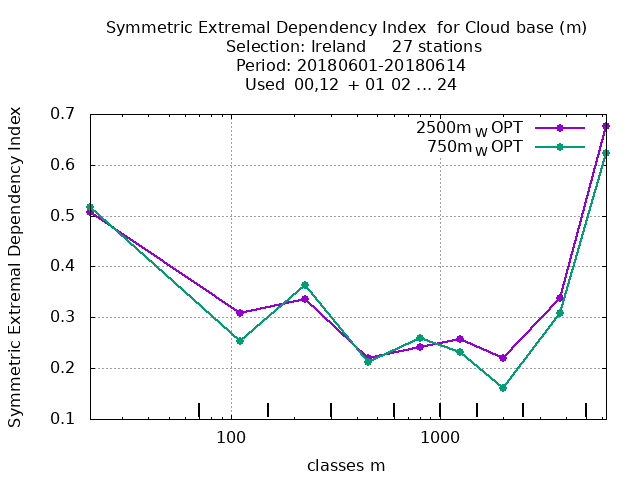 Symmetric Extremal Dependency Index  for Cloud base (m)
Selection: Ireland     27 stations
Period: 20180601-20180614
Used  00,12  + 01 02 ... 24
Symmetric Extremal Dependency Index
0.7
0.6
0.5
0.4
0.3
0.2
0.1
2500m W OPT
750m W OPT
100
1000
classes m